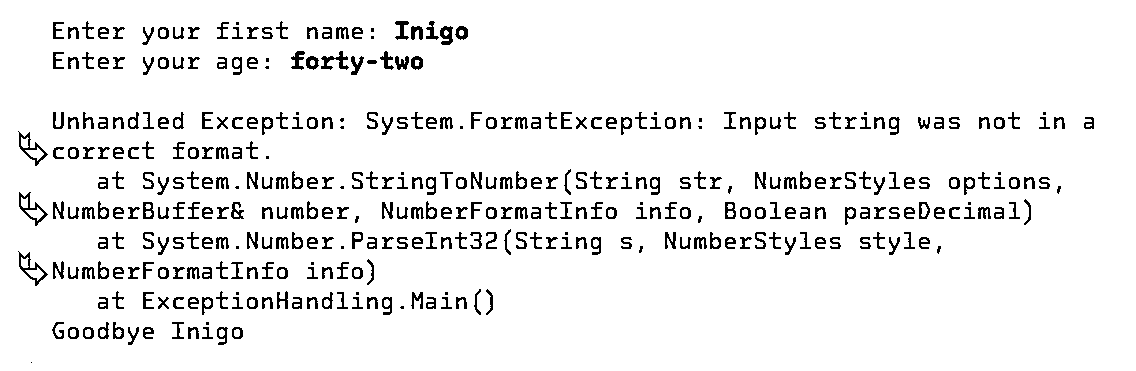 Enter your first name: Inigo
Enter your age: forty-two
Unhandled Exception: System.FormatException: Input string was not in a
correct format.
at System.Number.StringToNumber(String str, NumberStyles options,
NumberBuffer& number, NumberFormatInfo info, Boolean parseDecimal)
at System.Number.ParseInt32(String s, NumberStyles style,
NumberFormatInfo info)
at ExceptionHandling.Main()
Goodbye Inigo